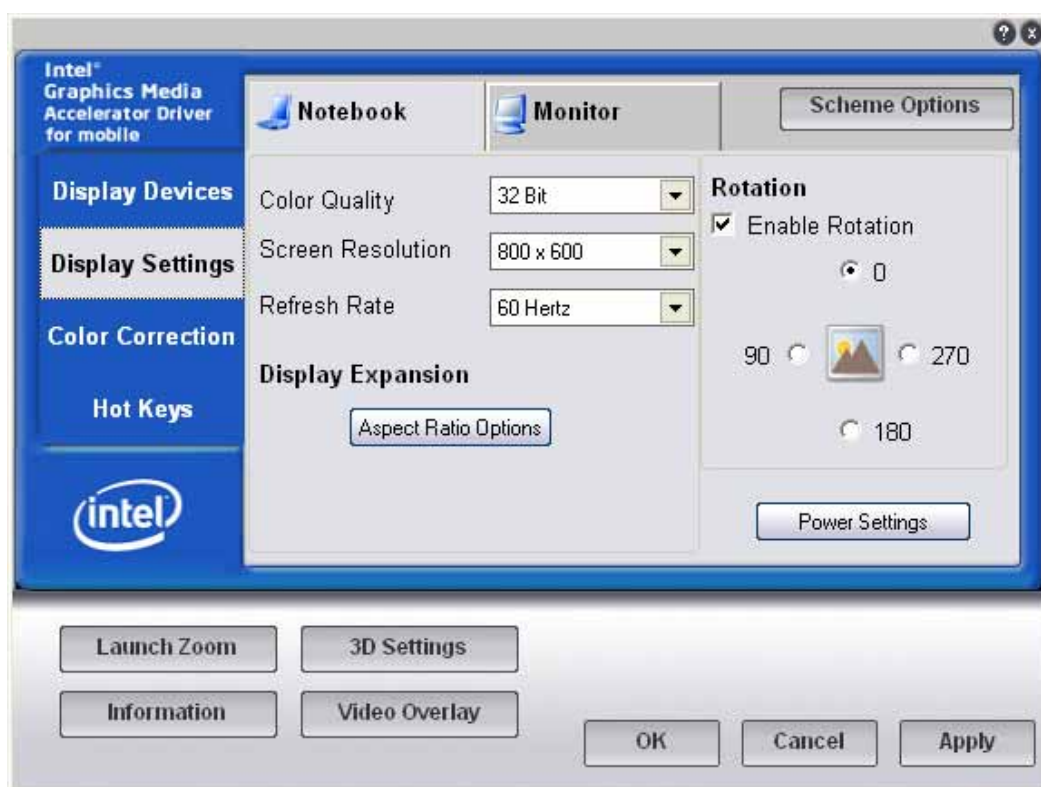 Intel®
Graphics Media
Accelerator Driver
for mobile
Notebook
Monitor
Scheme Options
Display Devices
Display Settings
Color Correction
Hot Keys
intel
Color Quality
32 Bit
Screen Resolution
800 x 600
Refresh Rate
60 Hertz
Display Expansion
Aspect Ratio Options
Rotation
Enable Rotation
0
90
270
180
Power Settings
Launch Zoom
3D Settings
Information
Video Overlay
OK
Cancel
Apply